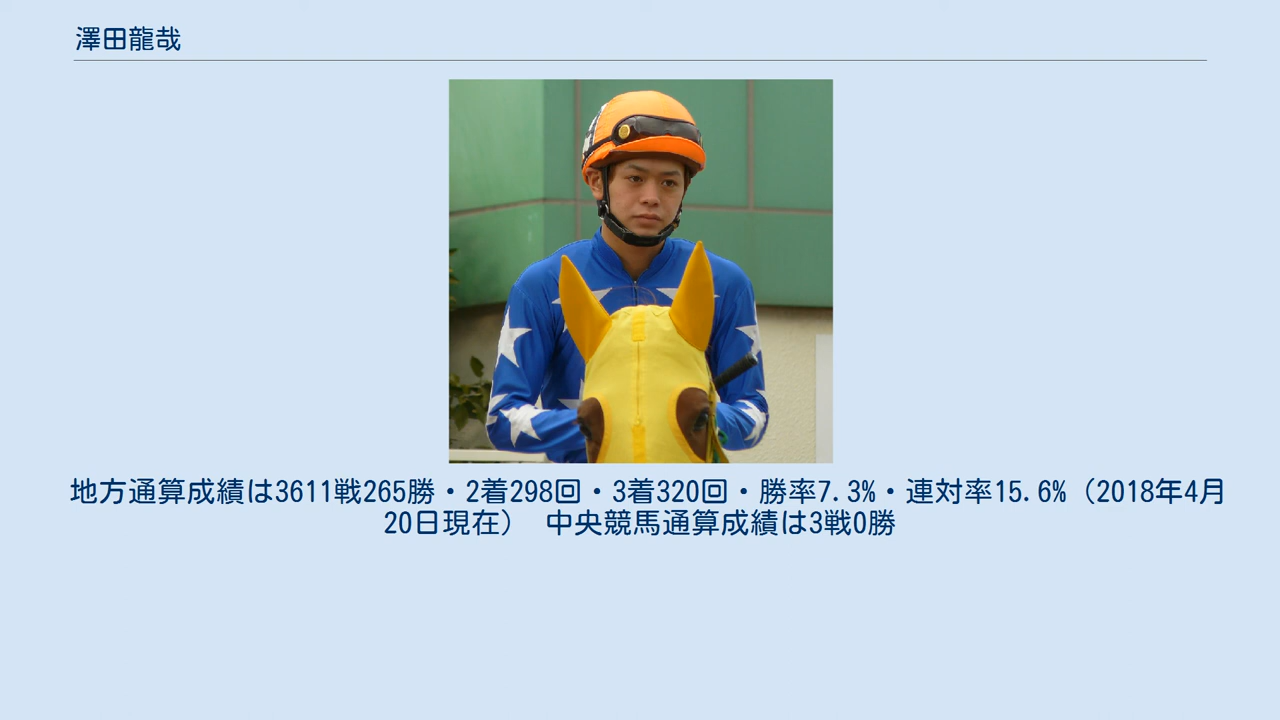 澤田龍哉
地方通算成績は3611戦265勝・2着298回・3着320回・勝率7.3%・連対率15.6%（2018年4月
20日現在）　中央競馬通算成績は3戦0勝